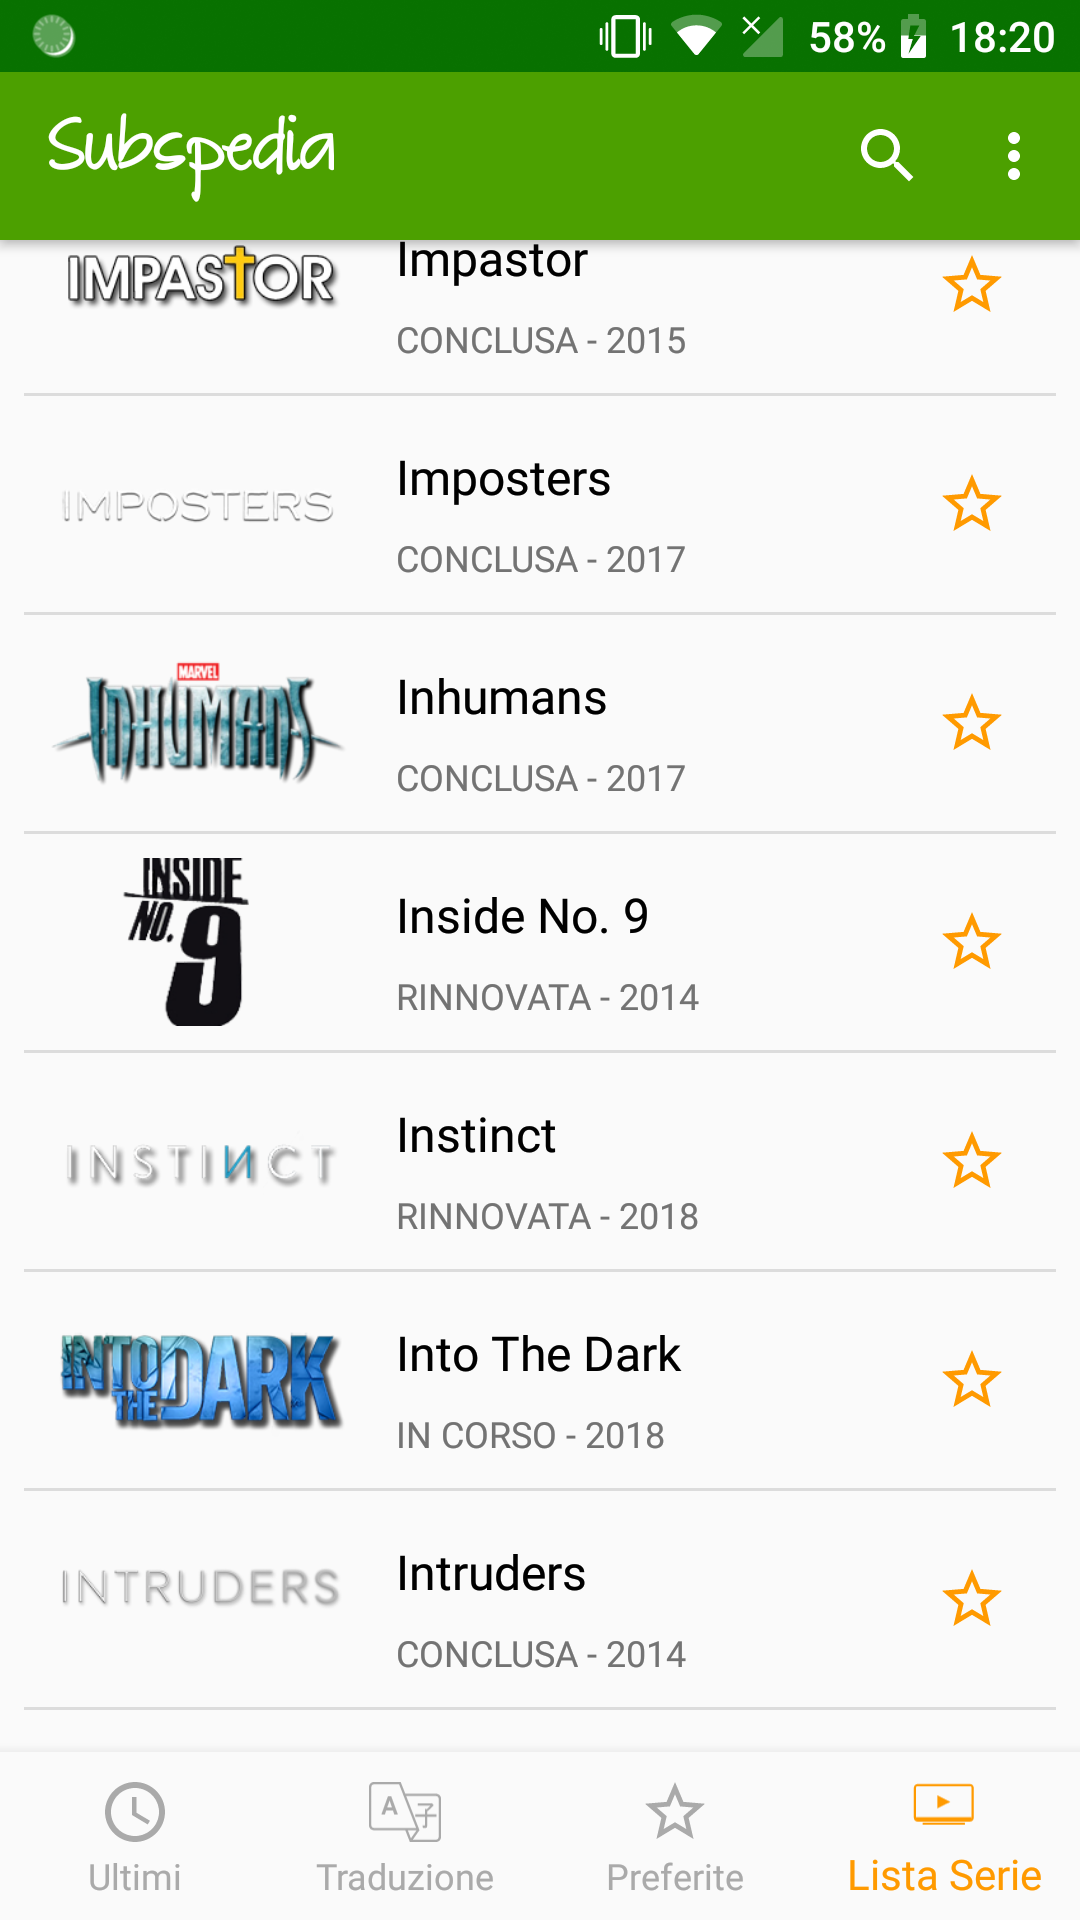 58% 18:20
Subspedia
IMPASTOR
Impastor
CONCLUSA - 2015
IMPOSTERS
Imposters
CONCLUSA - 2017
MARVEL
INHUMANS
Inhumans
CONCLUSA - 2017
INSIDE
NO. 9
Inside No. 9
RINNOVATA - 2014
INSTINCT
Instinct
RINNOVATA - 2018
INTO THE DARK
Into The Dark
IN CORSO - 2018
INTRUDERS
Intruders
CONCLUSA - 2014
A 子
Ultimi
Traduzione
Preferite
Lista Serie